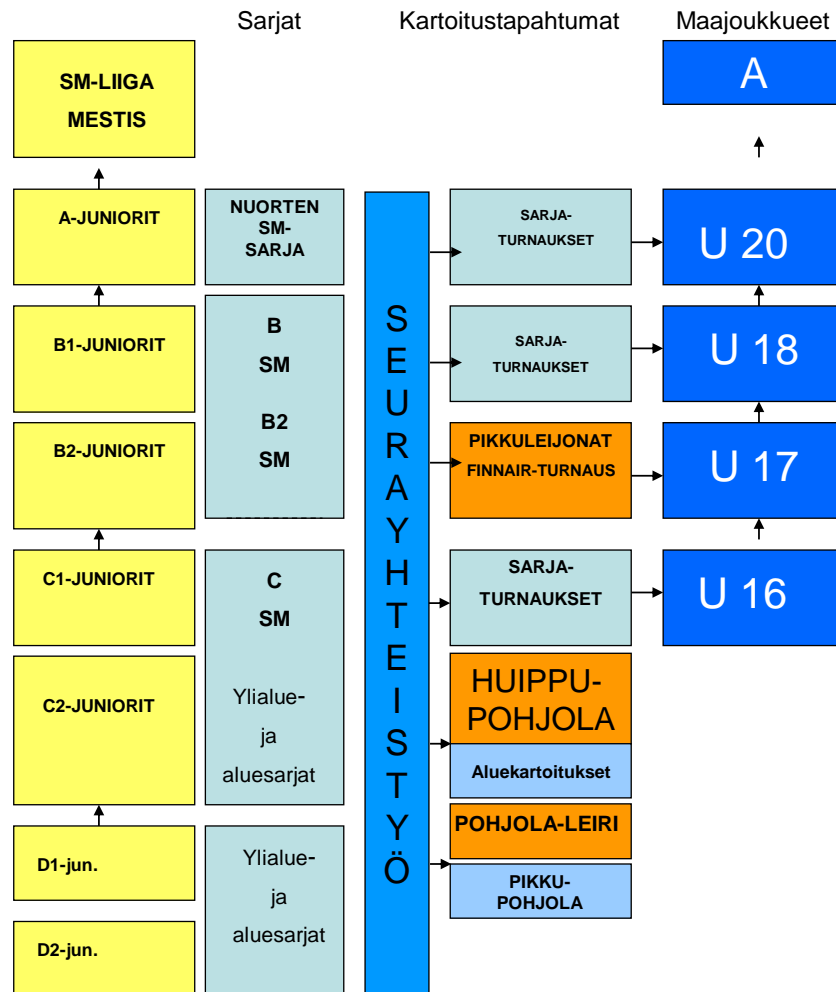 Sarjat
Kartoitustapahtumat
Maajoukkueet
SM-LIIGA
MESTIS
A
A-JUNIORIT
NUORTEN
SM-
SARJA
SARJA-
TURNAUKSET
U 20
B1-JUNIORIT
B
SM
SARJA-
TURNAUKSET
U 18
B2-JUNIORIT
B2
SM
PIKKULEIJONAT
FINNAIR-TURNAUS
U 17
SEURAYHTEISTYÖ
C1-JUNIORIT
C
SM
SARJA-
TURNAUKSET
U 16
C2-JUNIORIT
Ylialue-
ja
aluesarjat
HUIPPU-
POHJOLA
Aluekartoitukset
D1-jun.
Ylialue-
ja
aluesarjat
POHJOLA-LEIRI
PIKKU-
POHJOLA
D2-jun.